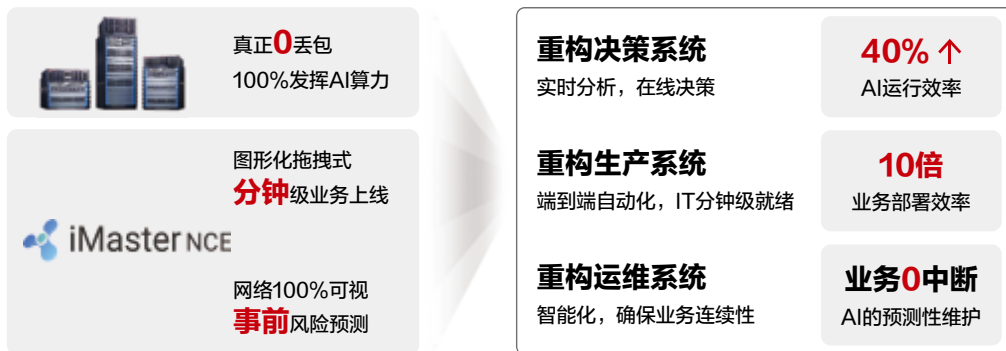 真正0丢包
100%发挥AI算力
图形化拖拽式
分钟级业务上线
iMaster NCE
网络100%可视
事前风险预测
重构决策系统
实时分析，在线决策
40% ↑
AI运行效率
重构生产系统
端到端自动化，IT分钟级就绪
10倍
业务部署效率
重构运维系统
智能化，确保业务连续性
业务0中断
AI的预测性维护